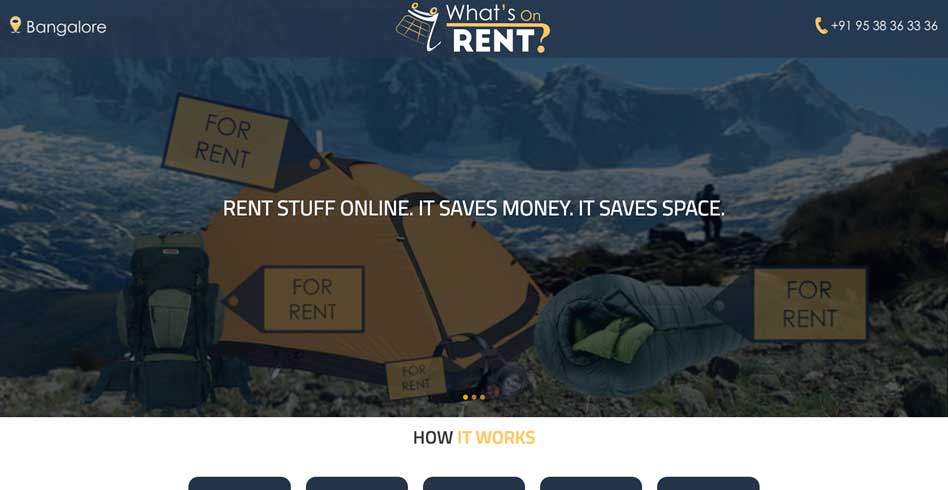 Bangalore
What's On
RENT?
+91 95 38 36 33 36
FOR
RENT
RENT STUFF ONLINE. IT SAVES MONEY. IT SAVES SPACE.
FOR
RENT
FOR
RENT
FOR
RENT
HOW IT WORKS